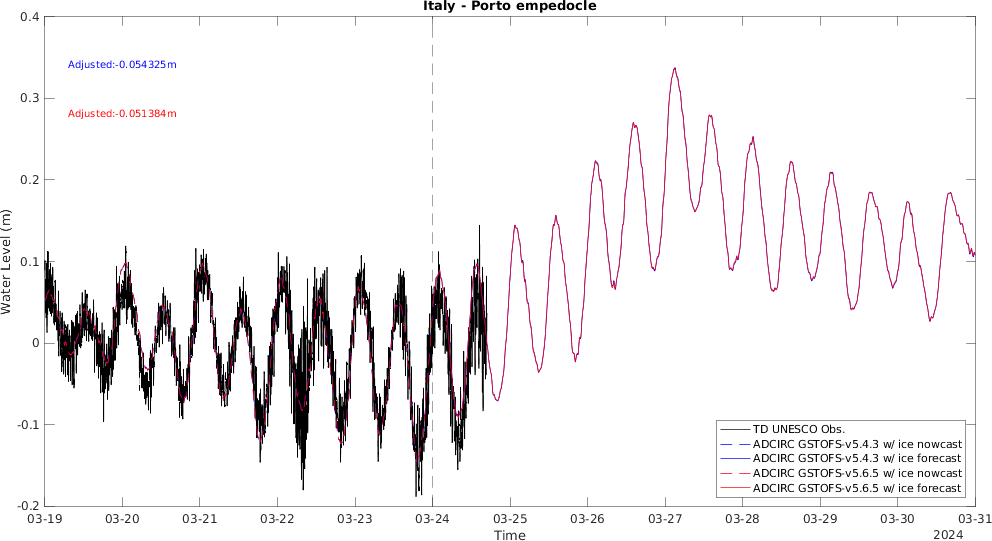 Italy - Porto empedocle
0.4
0.3
0.2
0.1
0
-0.1
-0.2
Water Level (m)
Adjusted:-0.054325m
Adjusted:-0.051384m
TD UNESCO Obs.
ADCIRC GSTOFS-v5.4.3 w/ ice nowcast
ADCIRC GSTOFS-v5.4.3 w/ ice forecast
ADCIRC GSTOFS-v5.6.5 w/ ice nowcast
ADCIRC GSTOFS-v5.6.5 w/ ice forecast
03-19 03-20 03-21 03-22 03-23 03-24 03-25 03-26 03-27 03-28 03-29 03-30 03-31
Time
2024